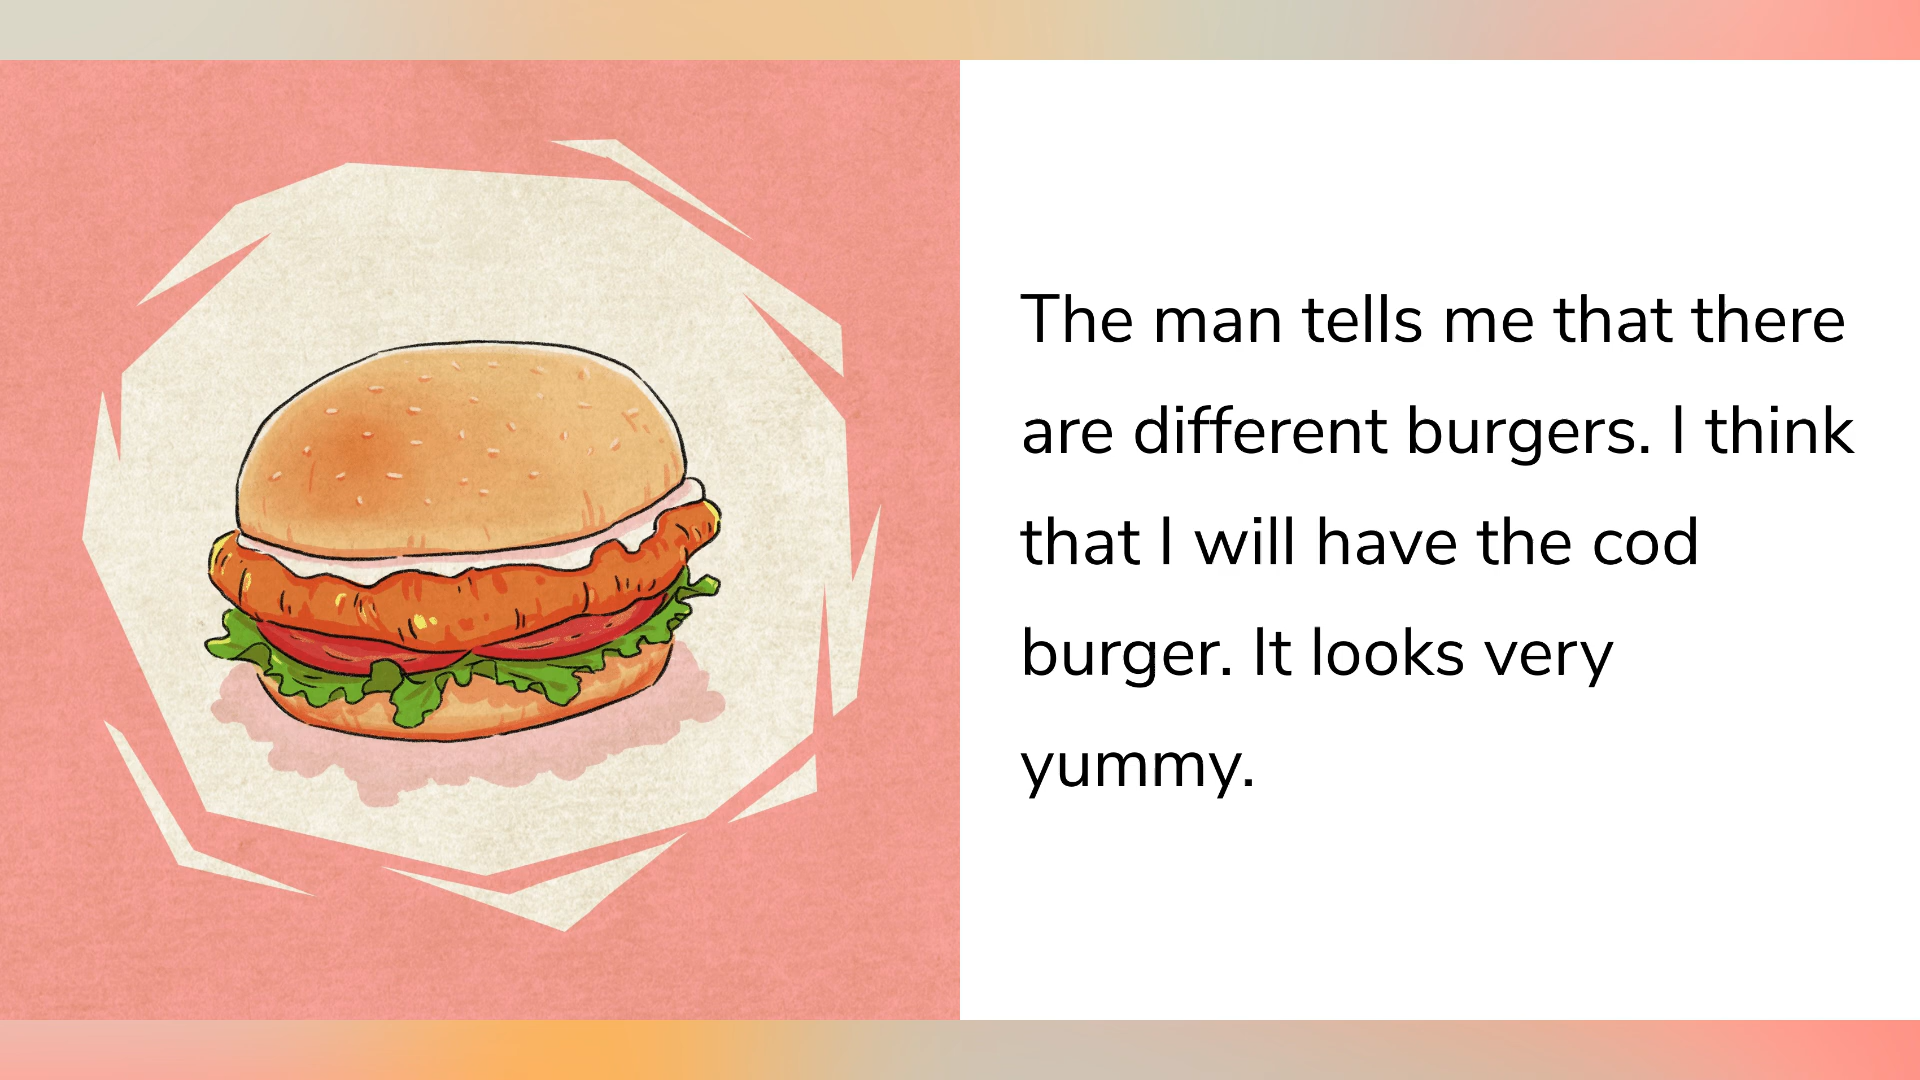 The man tells me that there
are different burgers. I think
that I will have the cod
burger. It looks very
yummy.